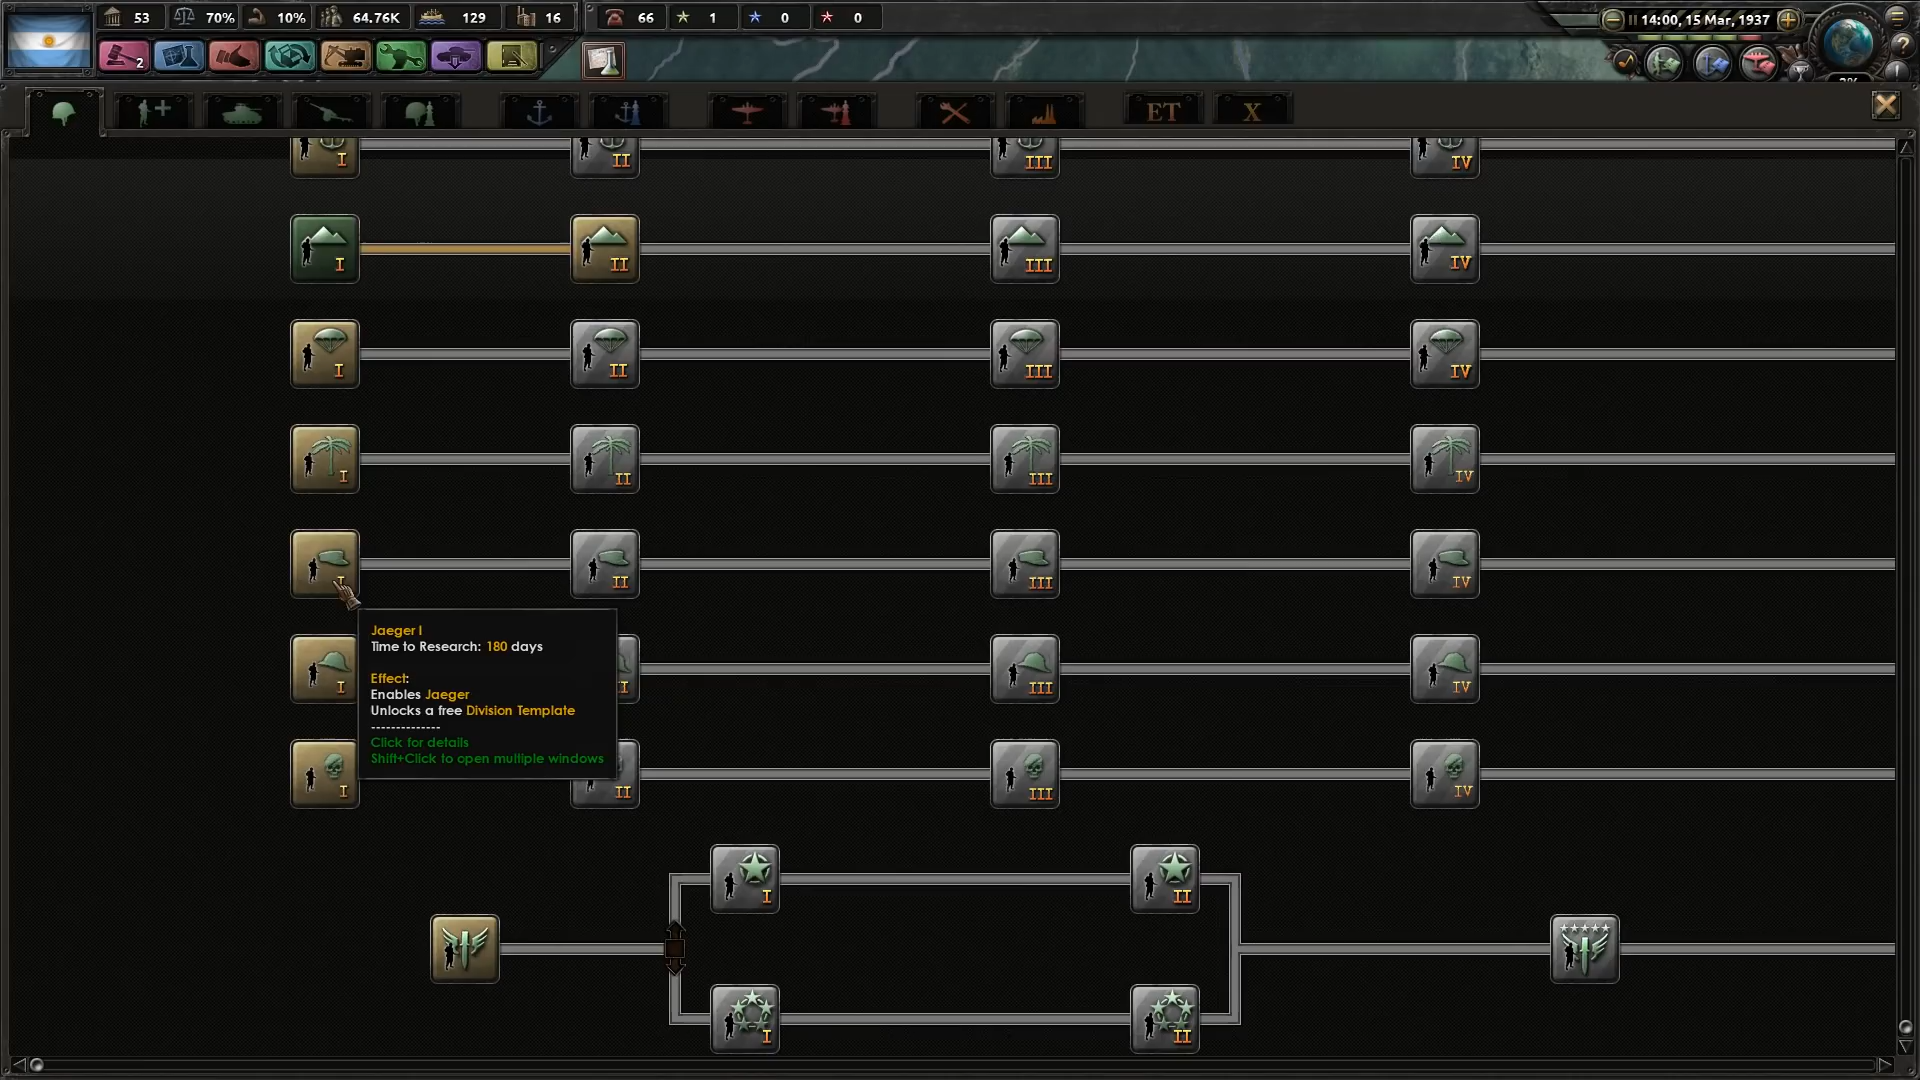 53 70% 10% 64.76K 129 16 66 1 0 0 14:00, 15 Mar, 1937
2
ET X
I II III IV
I II III IV
I II III IV
I II III IV
I II III IV
Jaeger I
Time to Research: 180 days
Effect:
Enables Jaeger
Unlocks a free Division Template
--------------
Click for details
Shift+Click to open multiple windows
I III IV
I II III IV
I II
I II